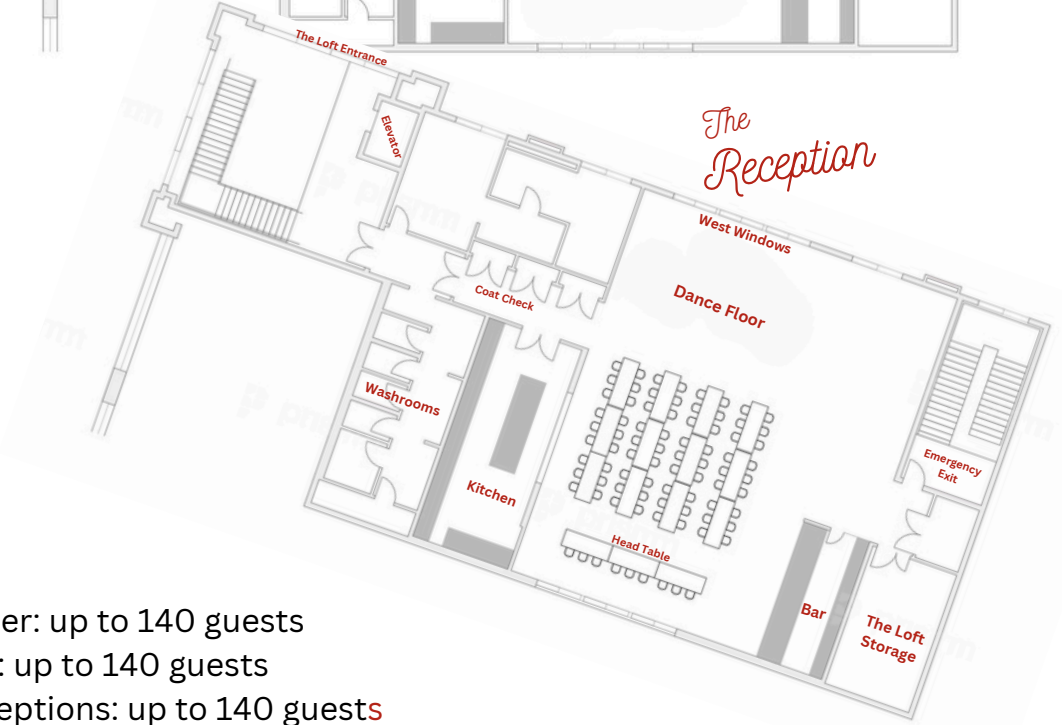 The Loft Entrance
Elevator
The
Reception
West Windows
Dance Floor
Coat Check
Washrooms
Kitchen
Emergency
Exit
Head Table
Bar
The Loft
Storage
er: up to 140 guests
: up to 140 guests
eptions: up to 140 guests